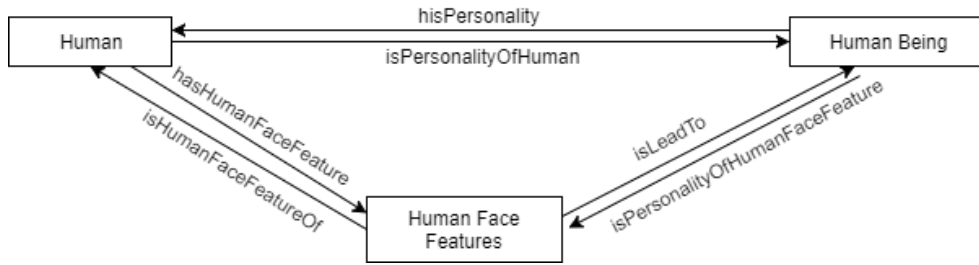 hisPersonality
Human
Human Being
isPersonalityOfHuman
hasHumanFaceFeature
isHumanFaceFeatureOf
isLeadTo
isPersonalityOfHumanFaceFeature
Human Face
Features